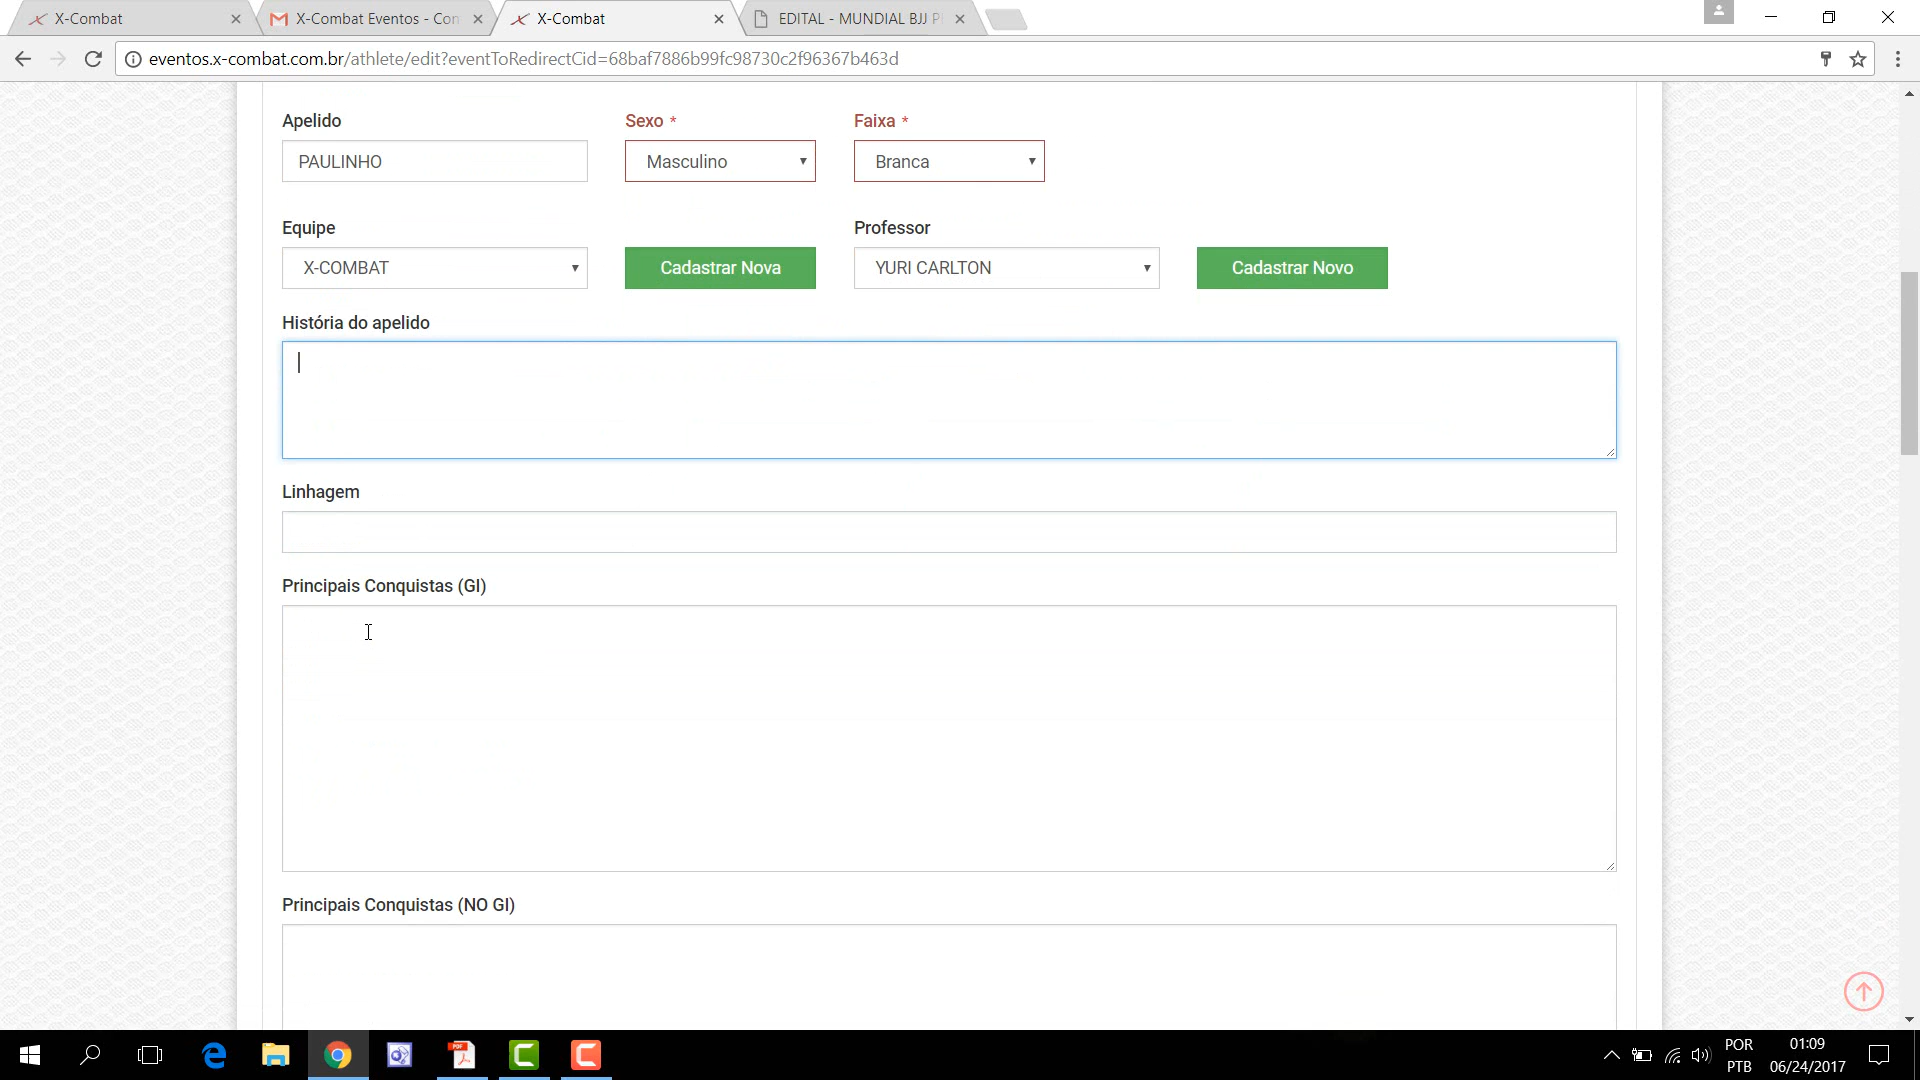 X-Combat
X-Combat Eventos - Con
X-Combat
EDITAL - MUNDIAL BJJ P
eventos.x-combat.com.br/athlete/edit?eventToRedirectCid=68baf7886b99fc98730c2f96367b463d
Apelido
Sexo *
Faixa *
PAULINHO
Masculino
Branca
Equipe
Professor
X-COMBAT
Cadastrar Nova
YURI CARLTON
Cadastrar Novo
História do apelido
Linhagem
Principais Conquistas (GI)
Principais Conquistas (NO GI)
POR
01:09
PTB
06/24/2017